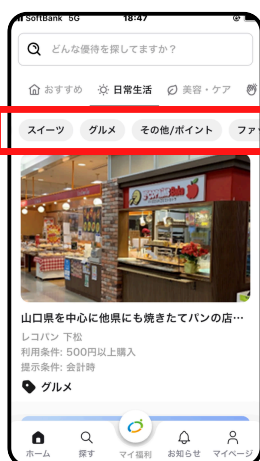 SoftBank 5G 18:47
どんな優待を探してますか？
おすすめ 日常生活 美容・ケア
スイーツ グルメ その他/ポイント ファッ
山口県を中心に他県にも焼きたてパンの店…
レコパン 下松
利用条件: 500円以上購入
提示条件: 会計時
グルメ
ホーム 探す マイ福利 お知らせ マイページ